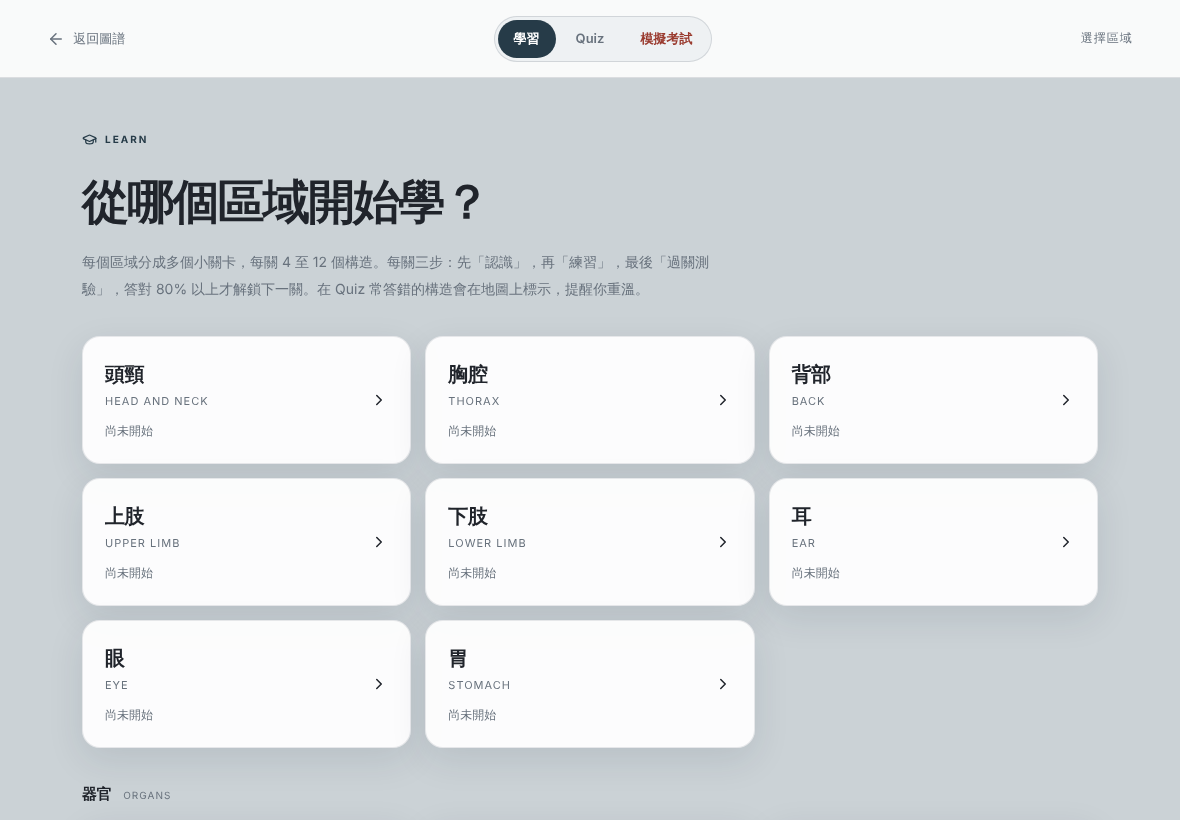 返回圖譜
學習
Quiz
模擬考試
選擇區域
LEARN
從哪個區域開始學？
每個區域分成多個小關卡，每關 4 至 12 個構造。每關三步：先「認識」，再「練習」，最後「過關測
驗」，答對 80% 以上才解鎖下一關。在 Quiz 常答錯的構造會在地圖上標示，提醒你重溫。
頭頸
HEAD AND NECK
尚未開始
胸腔
THORAX
尚未開始
背部
BACK
尚未開始
上肢
UPPER LIMB
尚未開始
下肢
LOWER LIMB
尚未開始
耳
EAR
尚未開始
眼
EYE
尚未開始
胃
STOMACH
尚未開始
器官 ORGANS